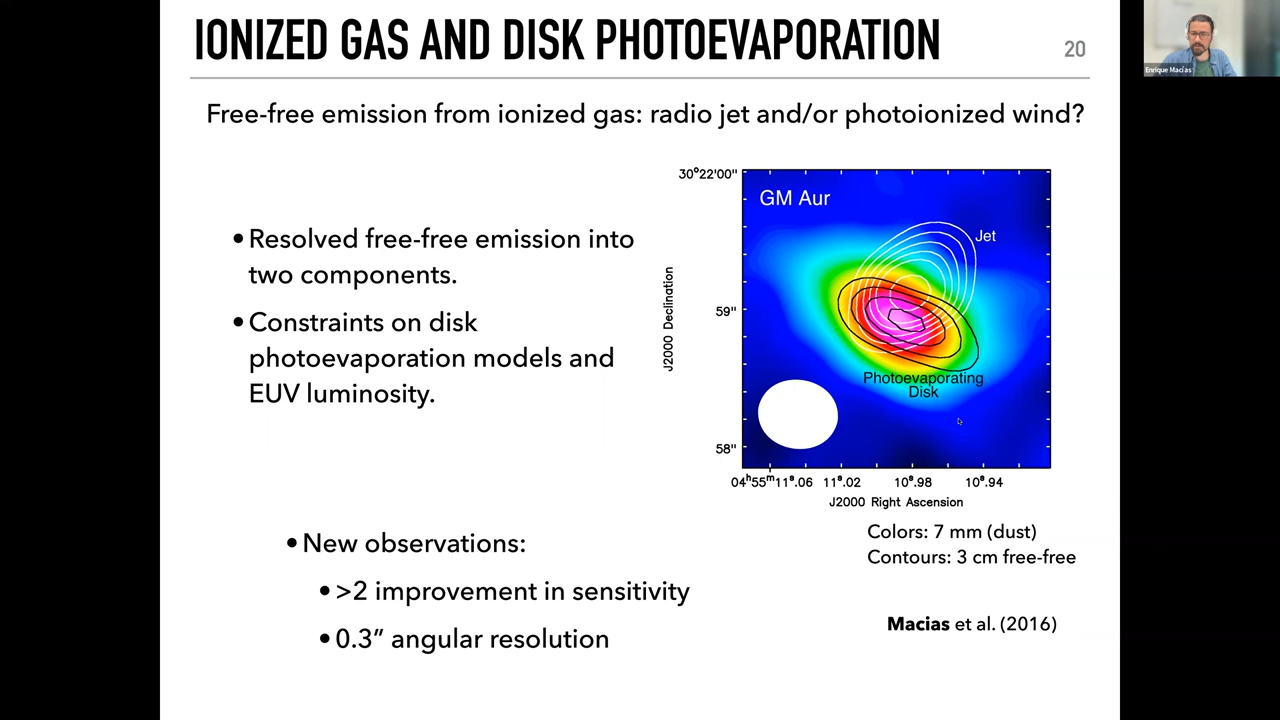 IONIZED GAS AND DISK PHOTOEVAPORATION
20
Enrique Macías
Free-free emission from ionized gas: radio jet and/or photoionized wind?
•Resolved free-free emission into
two components.
•Constraints on disk
photoevaporation models and
EUV luminosity.
30°22'00"
59"
58"
J2000 Declination
GM Aur
Jet
Photoevaporating
Disk
04ʰ55ᵐ11ˢ.06
11ˢ.02
10ˢ.98
10ˢ.94
J2000 Right Ascension
Colors: 7 mm (dust)
Contours: 3 cm free-free
•New observations:
•>2 improvement in sensitivity
•0.3” angular resolution
Macias et al. (2016)